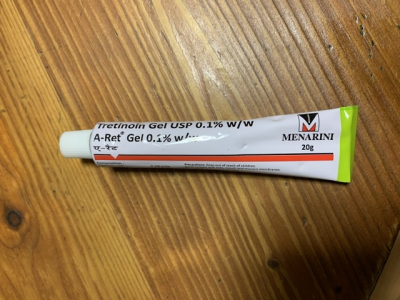 Tretinoin Gel USP 0.1% w/w
A-Ret® Gel 0.1% w/w
ए-रैट
MENARINI
20g